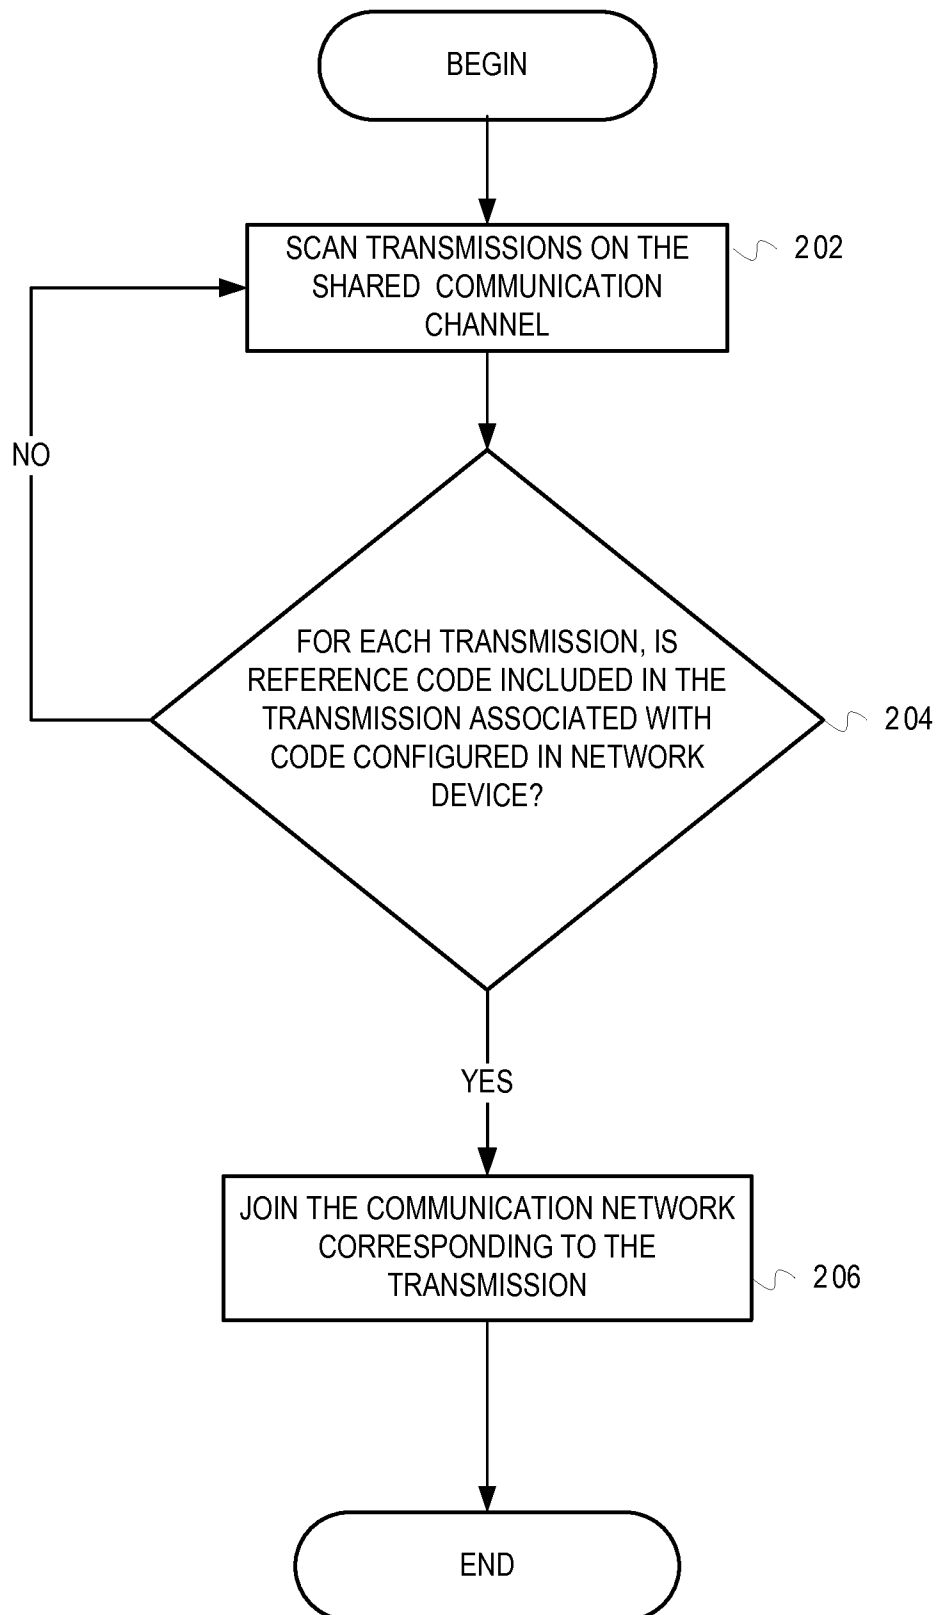 BEGIN
SCAN TRANSMISSIONS ON THE
SHARED COMMUNICATION
CHANNEL
202
NO
FOR EACH TRANSMISSION, IS
REFERENCE CODE INCLUDED IN THE
TRANSMISSION ASSOCIATED WITH
CODE CONFIGURED IN NETWORK
DEVICE?
204
YES
JOIN THE COMMUNICATION NETWORK
CORRESPONDING TO THE
TRANSMISSION
206
END